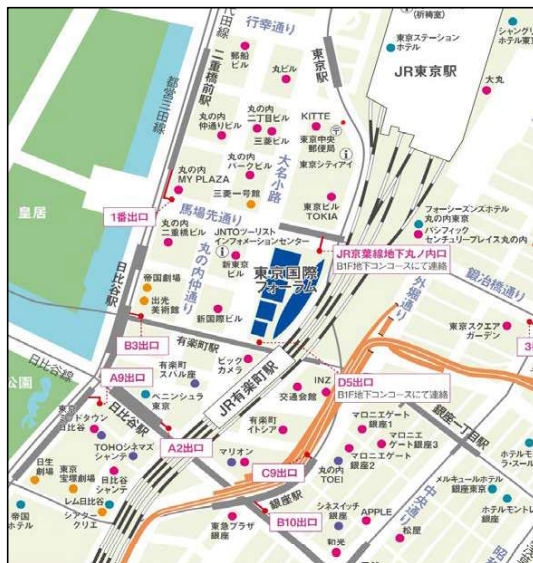 行幸通り
(祈祷室)
東京ステーション
ホテル
シャングリ
ホテル東京
代田線
二重橋前駅
都営三田線
郵船
ビル
丸ビル
東京駅
JR東京駅
大丸
丸の内
仲通りビル
丸の内
二丁目ビル
三菱ビル
KITTE
東京中央
郵便局
東京シティアイ
丸の内
パークビル
大名小路
丸の内
MY PLAZA
三菱一号館
東京ビル
TOKIA
皇居
1番出口
馬場先通り
フォーシーズンズホテル
丸の内東京
パシフィック
センチュリープレイス丸の内
丸の内
二重橋ビル
JNTOツーリスト
インフォメーションセンター
JR京葉線地下丸ノ内口
B1F地下コンコースにて連絡
丸の内仲通り
新東京
ビル
東京国際
フォーラム
外堀通り
鍛冶橋通り
日比谷駅
帝国劇場
出光
美術館
新国際ビル
東京スクエア
ガーデン
B3出口
有楽町駅
日比谷線
公園
A9出口
有楽町
スバル座
ビック
カメラ
JR有楽町駅
D5出口
B1F地下コンコースにて連絡
INZ
交通会館
ペニンシュラ
東京
日比谷駅
東京
ミッドタウン
日比谷
TOHOシネマズ
シャンテ
A2出口
有楽町
イトシア
マロニエゲート
銀座1
マロニエ
ゲート銀座3
マロニエゲート
銀座2
銀座一丁目駅
マリオン
C9出口
丸の内
TOEI
日生
劇場
東京
宝塚劇場
日比谷
シャンテ
レム日比谷
シアター
クリエ
帝国
ホテル
銀座駅
B10出口
東急プラザ
銀座
シネスイッチ
銀座
APPLE
和光
松屋
中央通り
メルキュールホテル
銀座東京
ホテルモ
ラ・スール
ホテルモントレ
銀座
昭